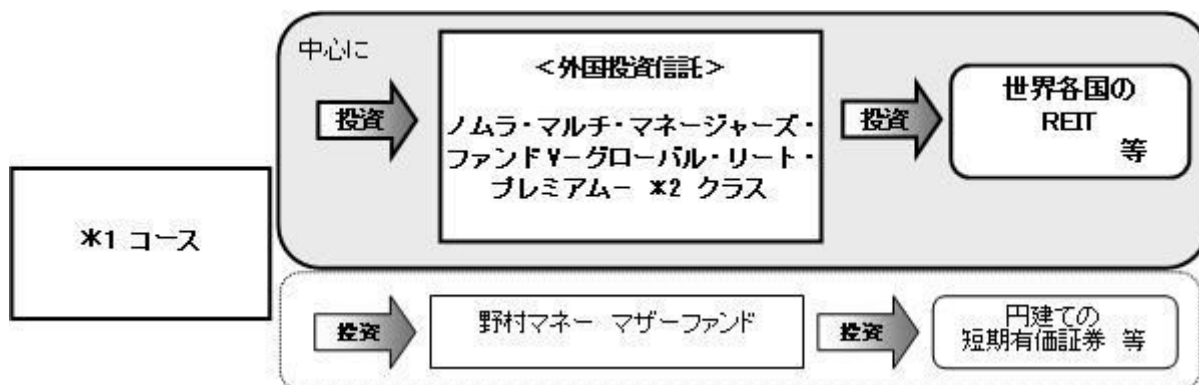 中心に
<外国投資信託>
投資
ノムラ・マルチ・マネージャーズ・
ファンドⅤ－グローバル・リート・
プレミアムー *2 クラス
投資
世界各国の
REIT
等
*1 コース
投資
野村マネー マザーファンド
投資
円建ての
短期有価証券 等